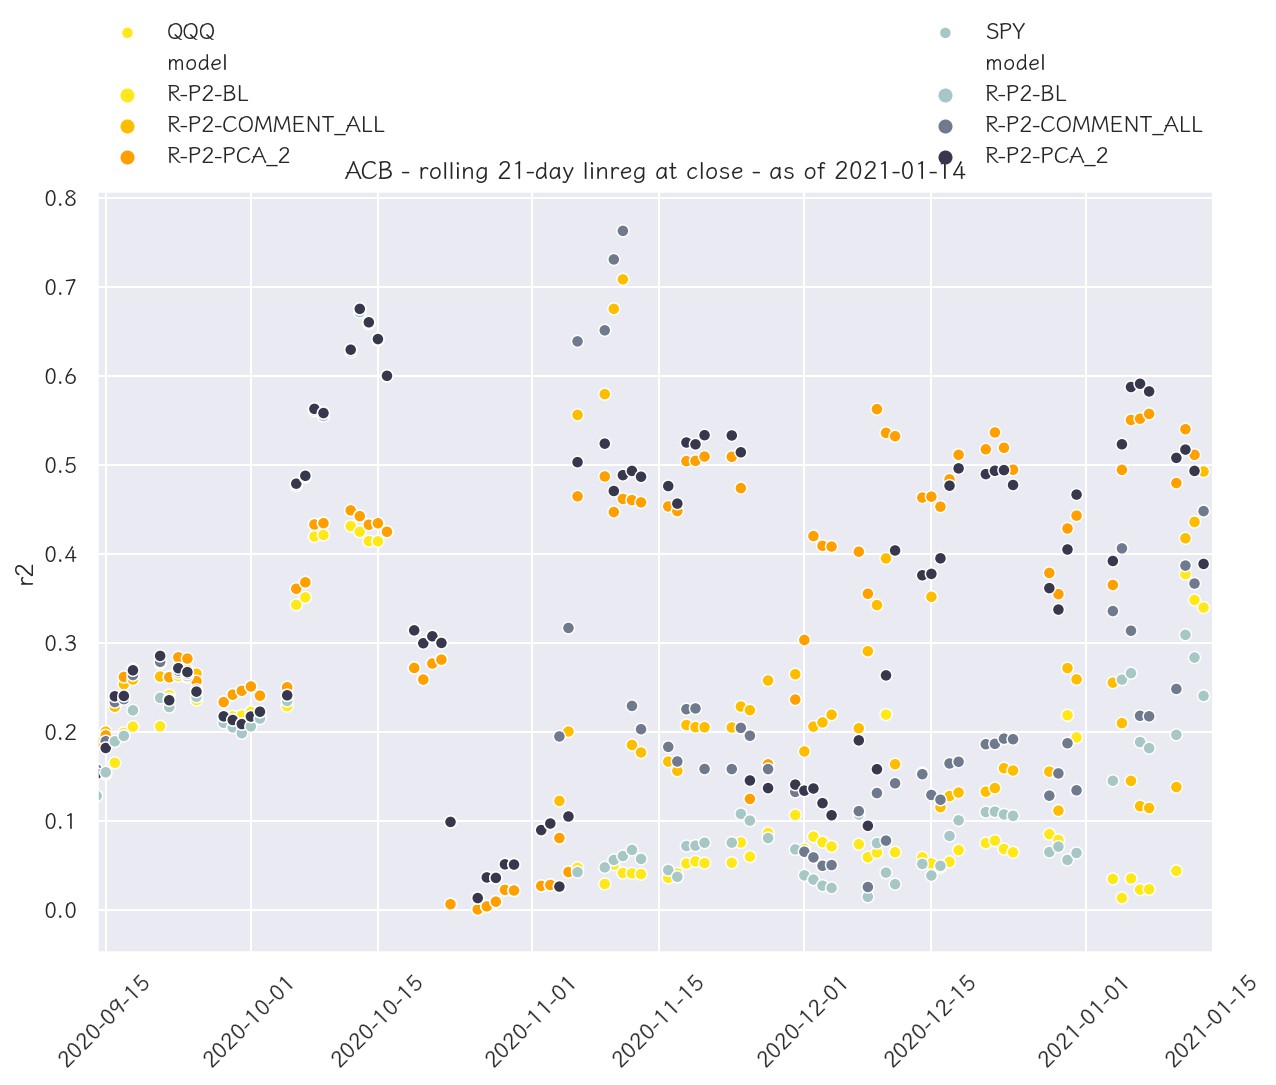 QQQ
model
R-P2-BL
R-P2-COMMENT_ALL
R-P2-PCA_2
SPY
model
R-P2-BL
R-P2-COMMENT_ALL
R-P2-PCA_2
ACB - rolling 21-day linreg at close - as of 2021-01-14
r2
0.8
0.7
0.6
0.5
0.4
0.3
0.2
0.1
0.0
2020-09-15
2020-10-01
2020-10-15
2020-11-01
2020-11-15
2020-12-01
2020-12-15
2021-01-01
2021-01-15